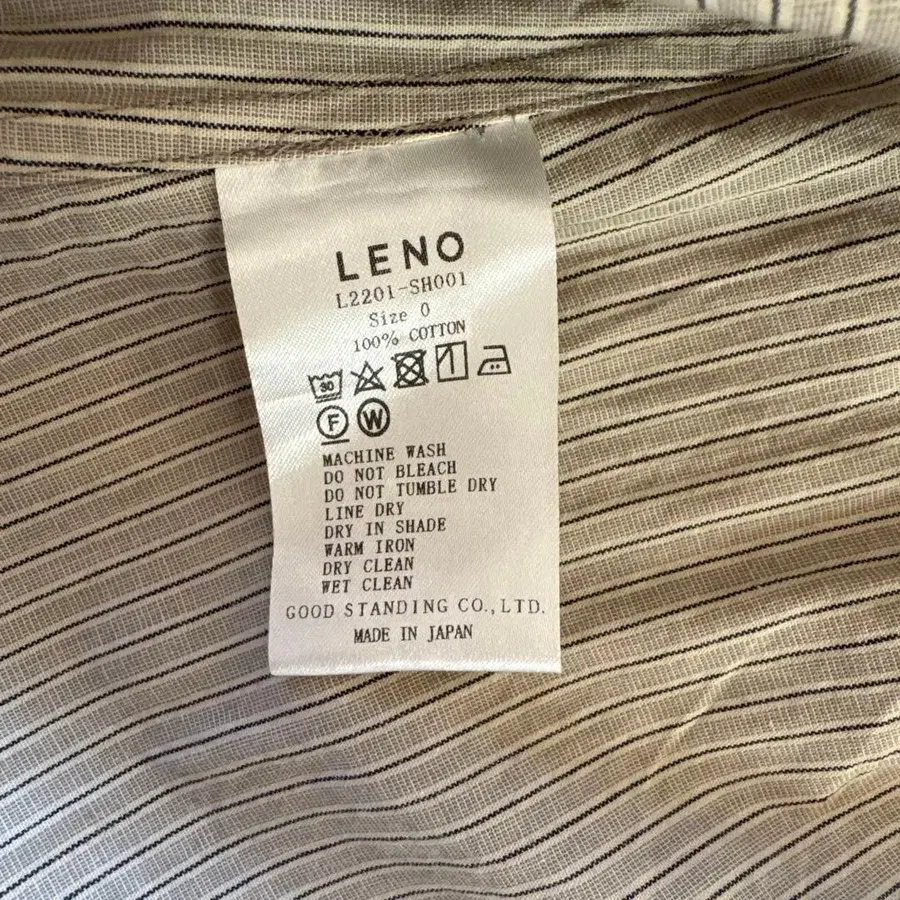 LENO
L2201-SH001
Size 0
100% COTTON
30
F W
MACHINE WASH
DO NOT BLEACH
DO NOT TUMBLE DRY
LINE DRY
DRY IN SHADE
WARM IRON
DRY CLEAN
WET CLEAN
GOOD STANDING CO.,LTD.
MADE IN JAPAN